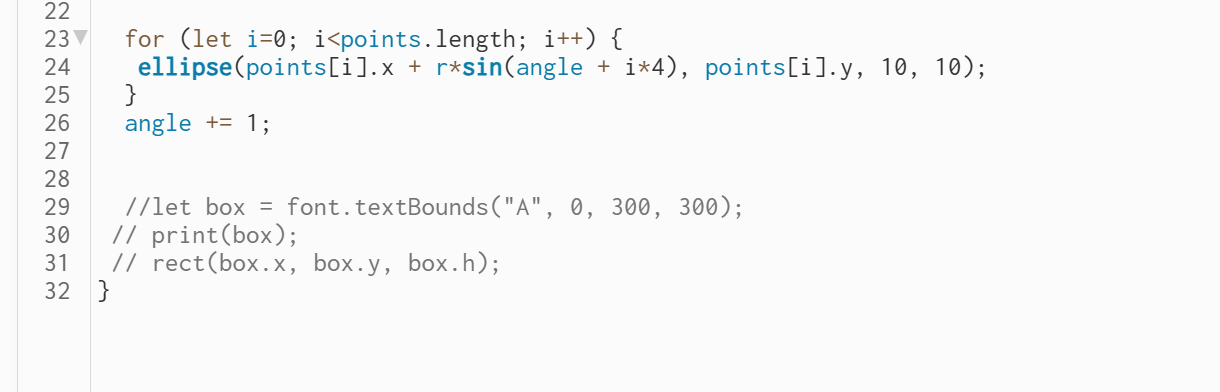 22
23 for (let i=0; i<points.length; i++) {
24 ellipse(points[i].x + r*sin(angle + i*4), points[i].y, 10, 10);
25 }
26 angle += 1;
27
28
29 //let box = font.textBounds("A", 0, 300, 300);
30 // print(box);
31 // rect(box.x, box.y, box.h);
32 }